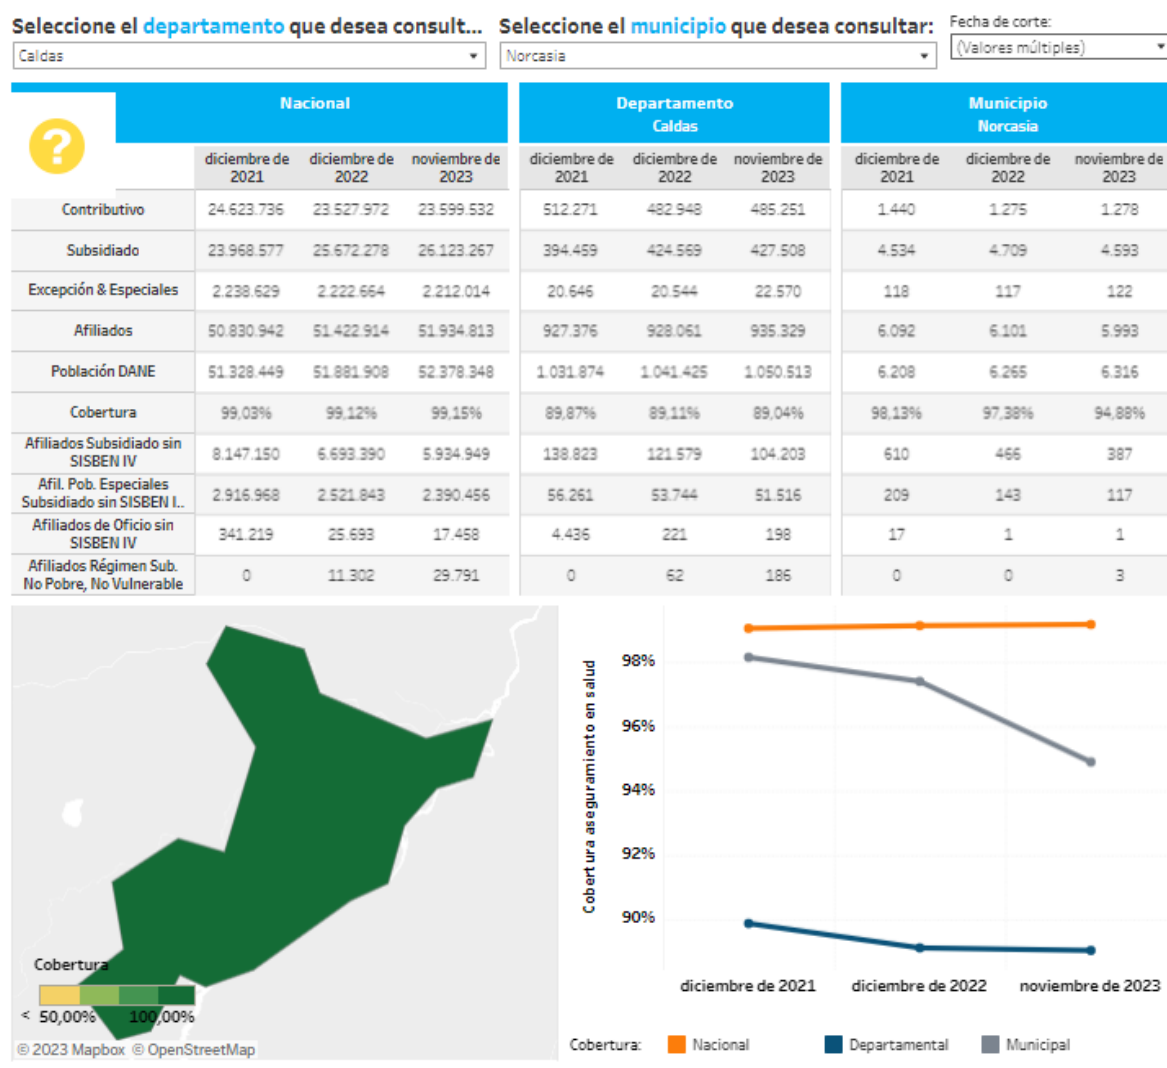 Seleccione el departamento que desea consult...
Seleccione el municipio que desea consultar:
Fecha de corte:
Caldas
Norcasia
(Valores múltiples)
?
Nacional
Departamento
Caldas
Municipio
Norcasia
diciembre de 2021 diciembre de 2022 noviembre de 2023 diciembre de 2021 diciembre de 2022 noviembre de 2023 diciembre de 2021 diciembre de 2022 noviembre de 2023
Contributivo 24.623.736 23.527.972 23.599.532 512.271 482.948 485.251 1.440 1.275 1.278
Subsidiado 23.968.577 25.672.278 26.123.267 394.459 424.569 427.508 4.534 4.709 4.593
Excepción & Especiales 2.238.629 2.222.664 2.212.014 20.646 20.544 22.570 118 117 122
Afiliados 50.830.942 51.422.914 51.934.813 927.376 928.061 935.329 6.092 6.101 5.993
Población DANE 51.328.449 51.881.908 52.378.348 1.031.874 1.041.425 1.050.513 6.208 6.265 6.316
Cobertura 99,03% 99,12% 99,15% 89,87% 89,11% 89,04% 98,13% 97,38% 94,88%
Afiliados Subsidiado sin SISBEN IV 8.147.150 6.693.390 5.934.949 138.823 121.579 104.203 610 466 387
Afil. Pob. Especiales Subsidiado sin SISBEN I.. 2.916.968 2.521.843 2.390.456 56.261 53.744 51.516 209 143 117
Afiliados de Oficio sin SISBEN IV 341.219 25.693 17.458 4.436 221 198 17 1 1
Afiliados Régimen Sub. No Pobre, No Vulnerable 0 11.302 29.791 0 62 186 0 0 3
Cobertura
< 50,00% 100,00%
© 2023 Mapbox © OpenStreetMap
Cobertura aseguramiento en salud
98%
96%
94%
92%
90%
diciembre de 2021 diciembre de 2022 noviembre de 2023
Cobertura: Nacional Departamental Municipal